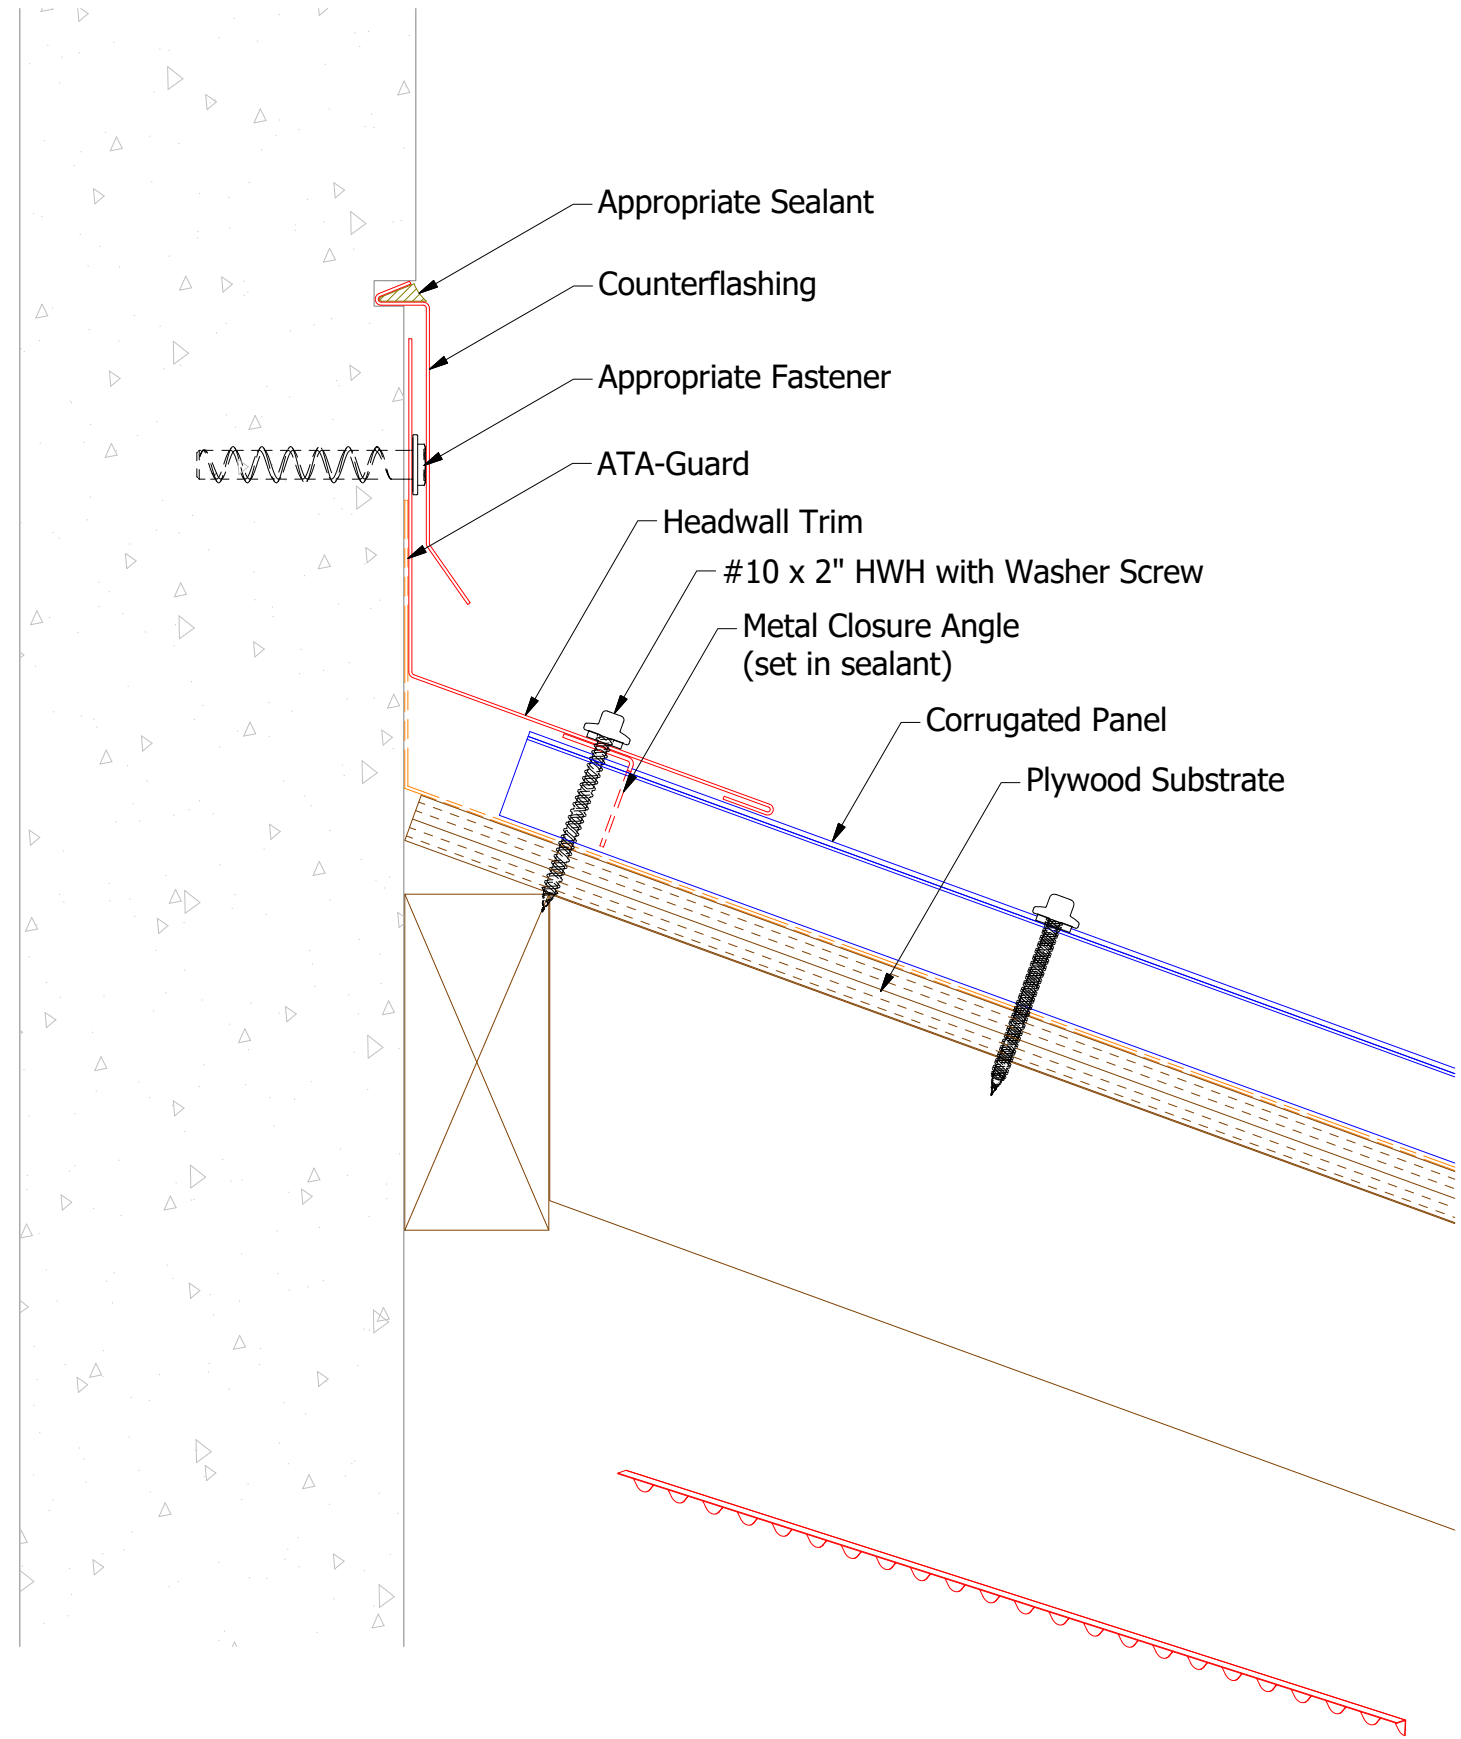 Appropriate Sealant
Counterflashing
Appropriate Fastener
ATA-Guard
Headwall Trim
#10 x 2" HWH with Washer Screw
Metal Closure Angle
(set in sealant)
Corrugated Panel
Plywood Substrate